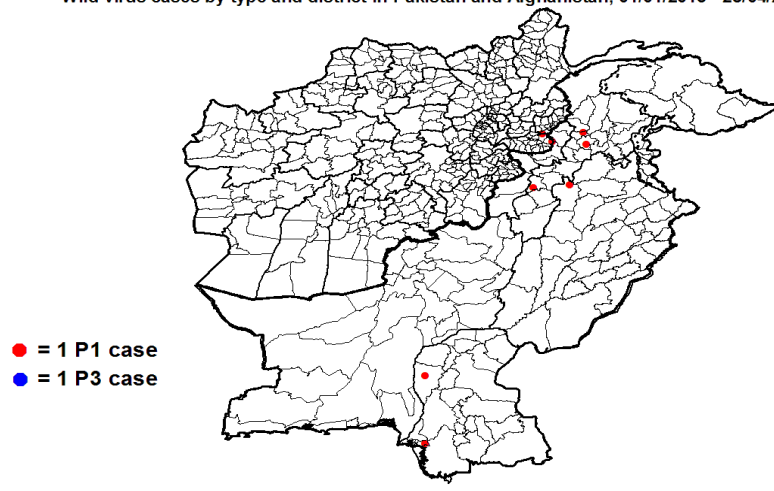 Wild virus cases by type and district in Pakistan and Afghanistan,
= 1 P1 case
= 1 P3 case